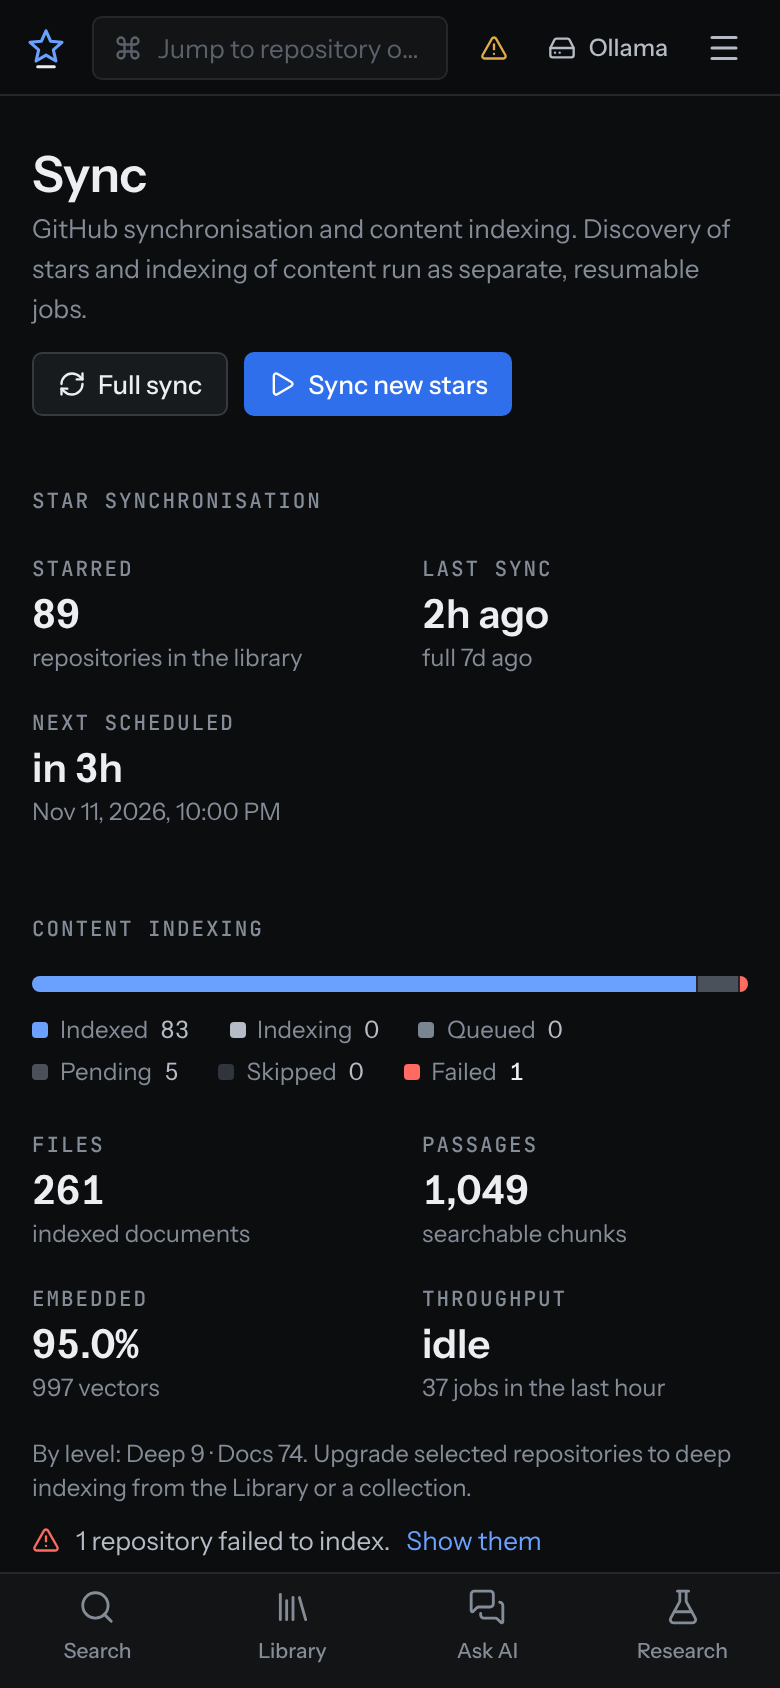 Jump to repository o...
Ollama
Sync
GitHub synchronisation and content indexing. Discovery of
stars and indexing of content run as separate, resumable
jobs.
Full sync
Sync new stars
STAR SYNCHRONISATION
STARRED
89
repositories in the library
LAST SYNC
2h ago
full 7d ago
NEXT SCHEDULED
in 3h
Nov 11, 2026, 10:00 PM
CONTENT INDEXING
Indexed 83
Indexing 0
Queued 0
Pending 5
Skipped 0
Failed 1
FILES
261
indexed documents
PASSAGES
1,049
searchable chunks
EMBEDDED
95.0%
997 vectors
THROUGHPUT
idle
37 jobs in the last hour
By level: Deep 9 · Docs 74. Upgrade selected repositories to deep
indexing from the Library or a collection.
1 repository failed to index. Show them
Search
Library
Ask AI
Research